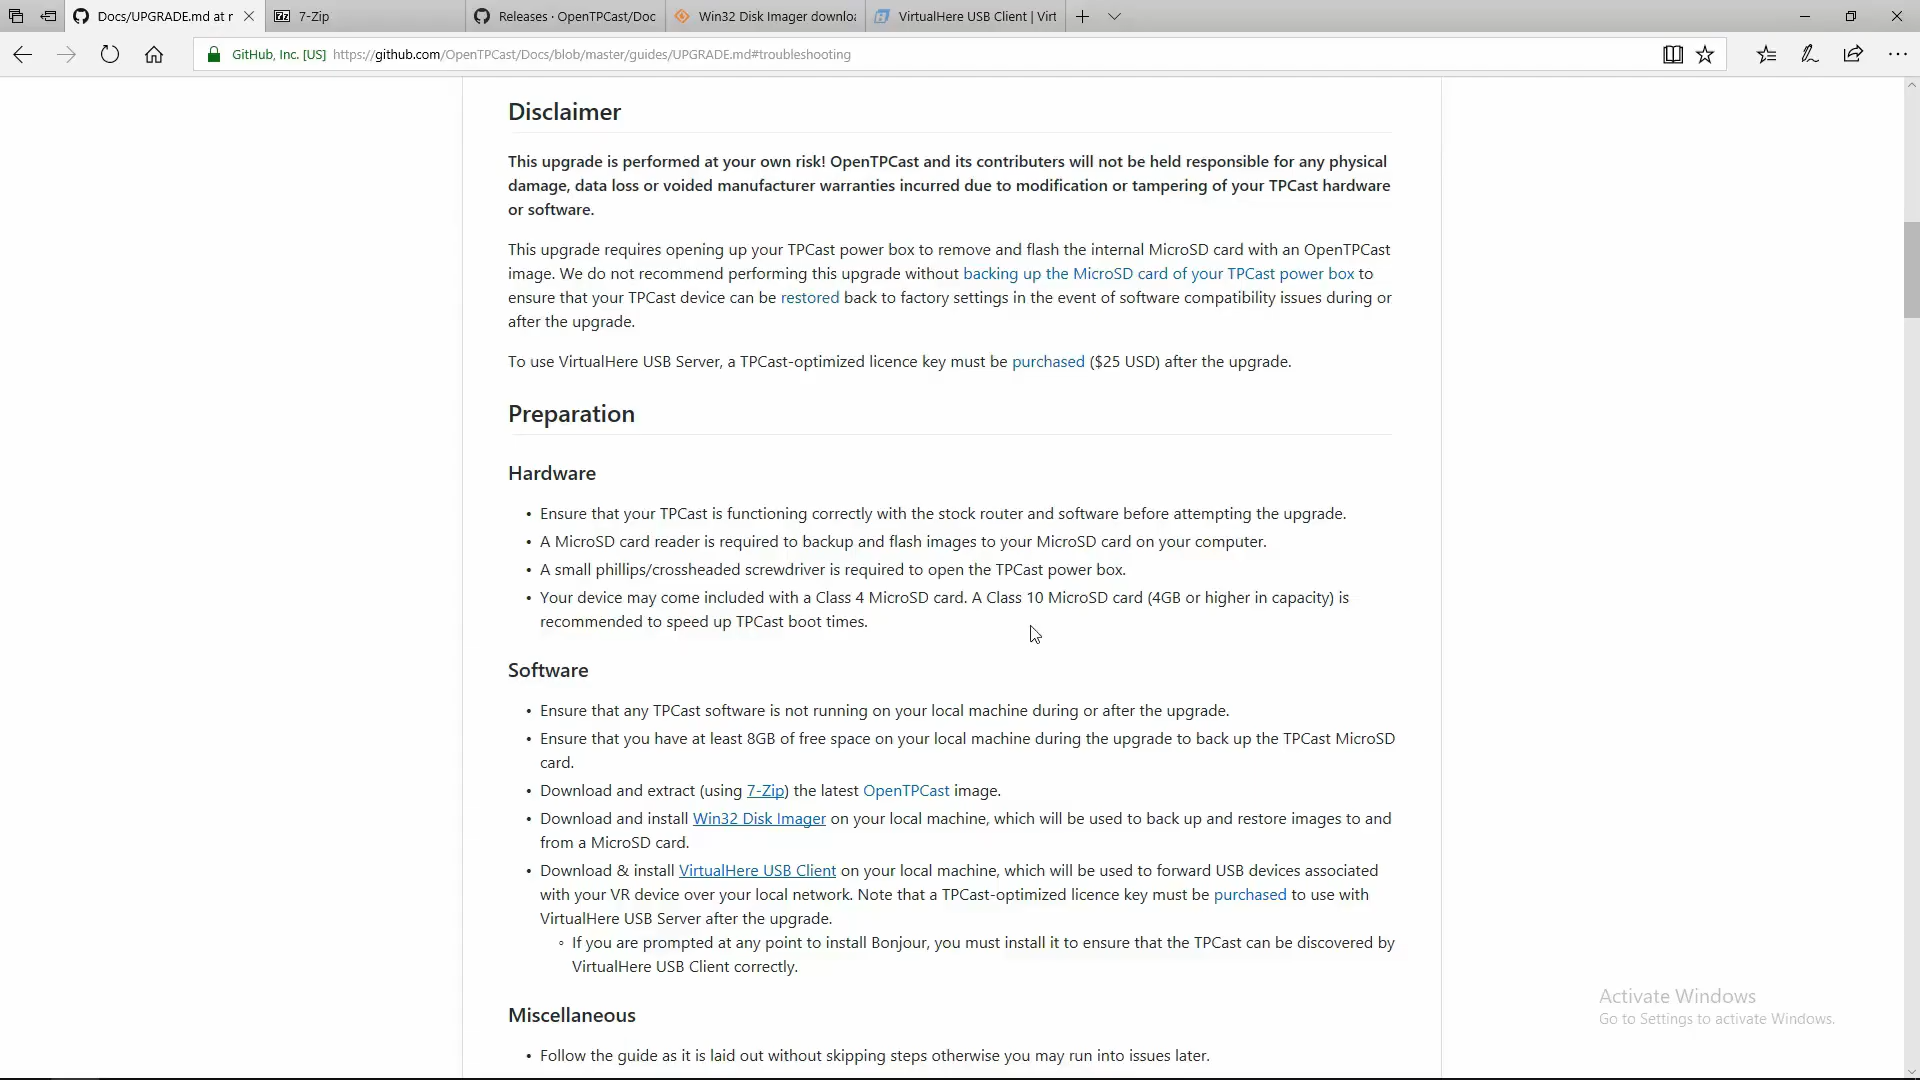 Docs/UPGRADE.md at r
7-Zip
Releases · OpenTPCast/Doc
Win32 Disk Imager downloa
VirtualHere USB Client | Virt
GitHub, Inc. [US] https://github.com/OpenTPCast/Docs/blob/master/guides/UPGRADE.md#troubleshooting
Disclaimer
This upgrade is performed at your own risk! OpenTPCast and its contributers will not be held responsible for any physical
damage, data loss or voided manufacturer warranties incurred due to modification or tampering of your TPCast hardware
or software.
This upgrade requires opening up your TPCast power box to remove and flash the internal MicroSD card with an OpenTPCast
image. We do not recommend performing this upgrade without backing up the MicroSD card of your TPCast power box to
ensure that your TPCast device can be restored back to factory settings in the event of software compatibility issues during or
after the upgrade.
To use VirtualHere USB Server, a TPCast-optimized licence key must be purchased ($25 USD) after the upgrade.
Preparation
Hardware
• Ensure that your TPCast is functioning correctly with the stock router and software before attempting the upgrade.
• A MicroSD card reader is required to backup and flash images to your MicroSD card on your computer.
• A small phillips/crossheaded screwdriver is required to open the TPCast power box.
• Your device may come included with a Class 4 MicroSD card. A Class 10 MicroSD card (4GB or higher in capacity) is
recommended to speed up TPCast boot times.
Software
• Ensure that any TPCast software is not running on your local machine during or after the upgrade.
• Ensure that you have at least 8GB of free space on your local machine during the upgrade to back up the TPCast MicroSD
card.
• Download and extract (using 7-Zip) the latest OpenTPCast image.
• Download and install Win32 Disk Imager on your local machine, which will be used to back up and restore images to and
from a MicroSD card.
• Download & install VirtualHere USB Client on your local machine, which will be used to forward USB devices associated
with your VR device over your local network. Note that a TPCast-optimized licence key must be purchased to use with
VirtualHere USB Server after the upgrade.
◦ If you are prompted at any point to install Bonjour, you must install it to ensure that the TPCast can be discovered by
VirtualHere USB Client correctly.
Miscellaneous
• Follow the guide as it is laid out without skipping steps otherwise you may run into issues later.
Activate Windows
Go to Settings to activate Windows.